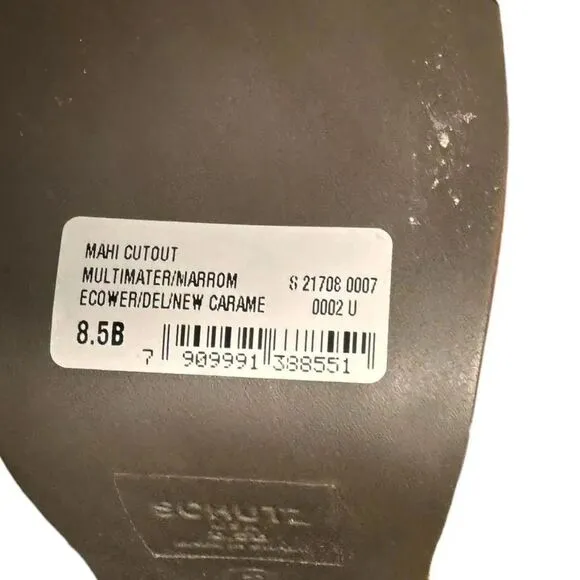 MAHI CUTOUT
MULTIMATER/MARROM S 21708 0007
ECOWER/DEL/NEW CARAME 0002 U
8.5B
7 909991 388551
SCHUTZ